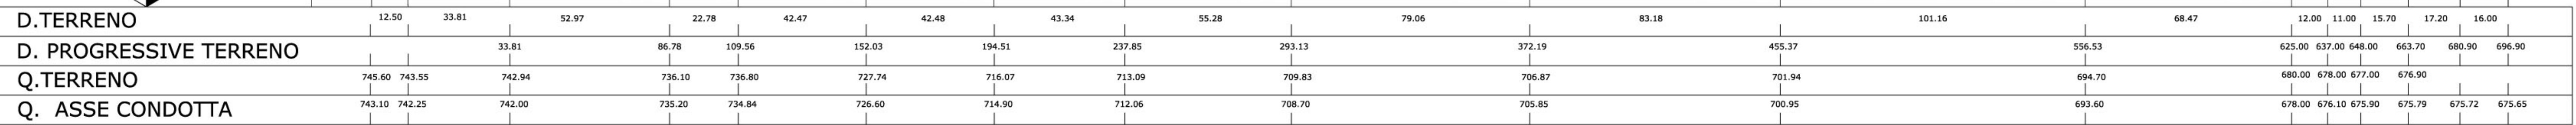 D.TERRENO 12.50 33.81 52.97 22.78 42.47 42.48 43.34 55.28 79.06 83.18 101.16 68.47 12.00 11.00 15.70 17.20 16.00
D. PROGRESSIVE TERRENO 33.81 86.78 109.56 152.03 194.51 237.85 293.13 372.19 455.37 556.53 625.00 637.00 648.00 663.70 680.90 696.90
Q.TERRENO 745.60 743.55 742.94 736.10 736.80 727.74 716.07 713.09 709.83 706.87 701.94 694.70 680.00 678.00 677.00 676.90
Q. ASSE CONDOTTA 743.10 742.25 742.00 735.20 734.84 726.60 714.90 712.06 708.70 705.85 700.95 693.60 678.00 676.10 675.90 675.79 675.72 675.65